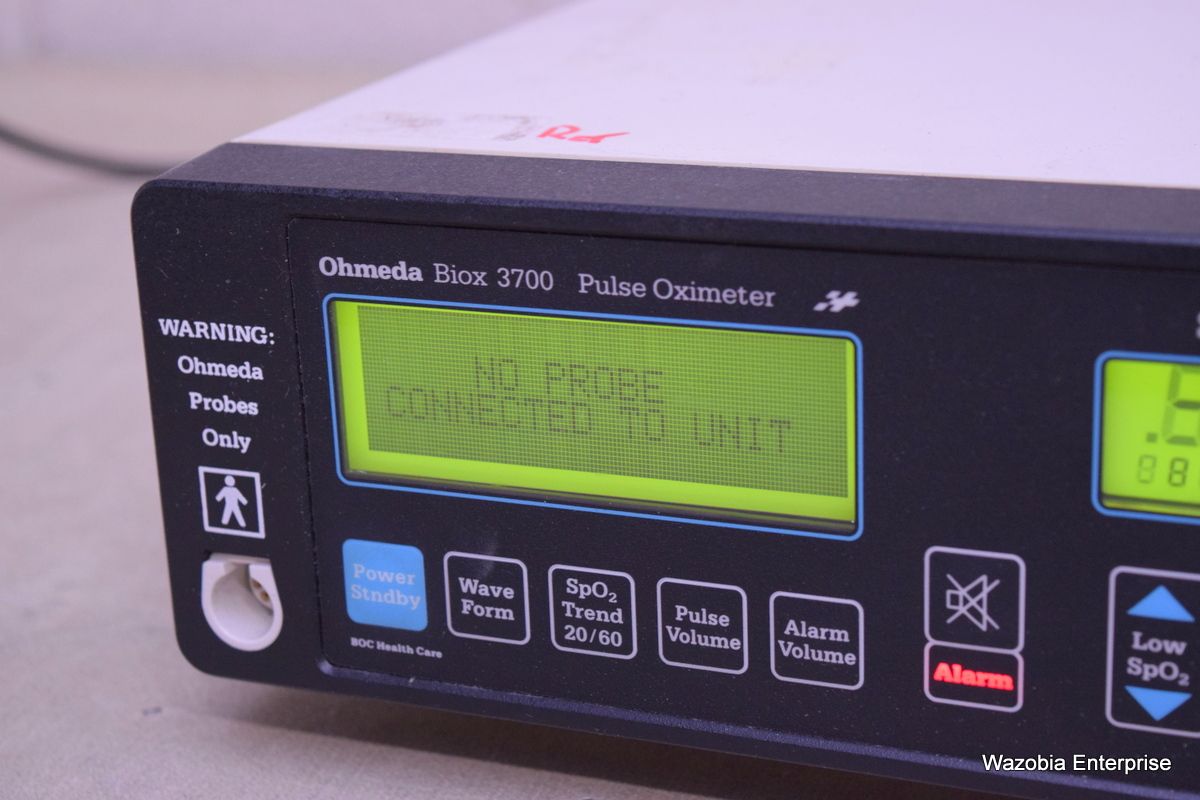 Rd
Ohmeda Biox 3700 Pulse Oximeter
WARNING:
Ohmeda
Probes
Only
NO PROBE
CONNECTED TO UNIT
Power
Stndby
Wave
Form
SpO₂
Trend
20/60
Pulse
Volume
Alarm
Volume
Alarm
Low
SpO₂
BOC Health Care
Wazobia Enterprise